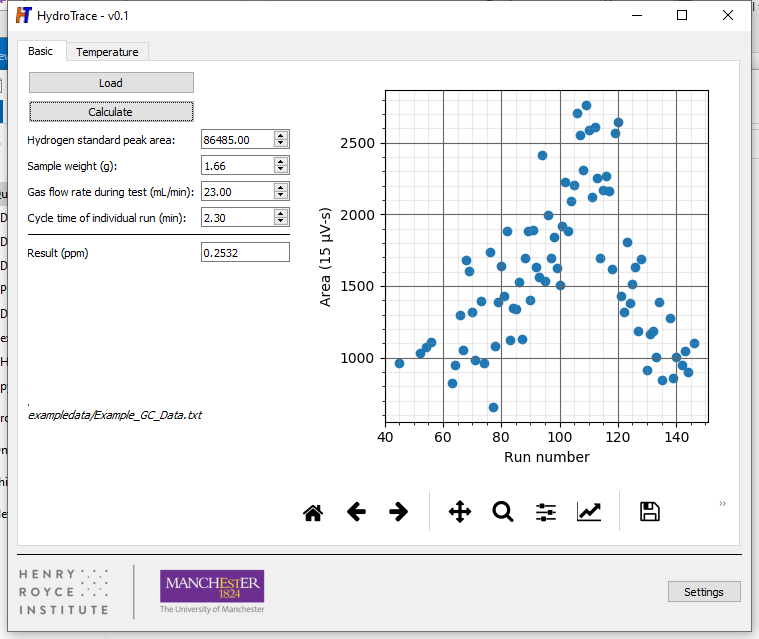 HydroTrace - v0.1
Basic
Temperature
Load
Calculate
Hydrogen standard peak area: 86485.00
Sample weight (g): 1.66
Gas flow rate during test (mL/min): 23.00
Cycle time of individual run (min): 2.30
Result (ppm) 0.2532
.
exampledata/Example_GC_Data.txt
Area (15 µV-s)
2500
2000
1500
1000
40 60 80 100 120 140
Run number
»
HENRY
ROYCE
INSTITUTE
MANCHESTER
1824
The University of Manchester
Settings